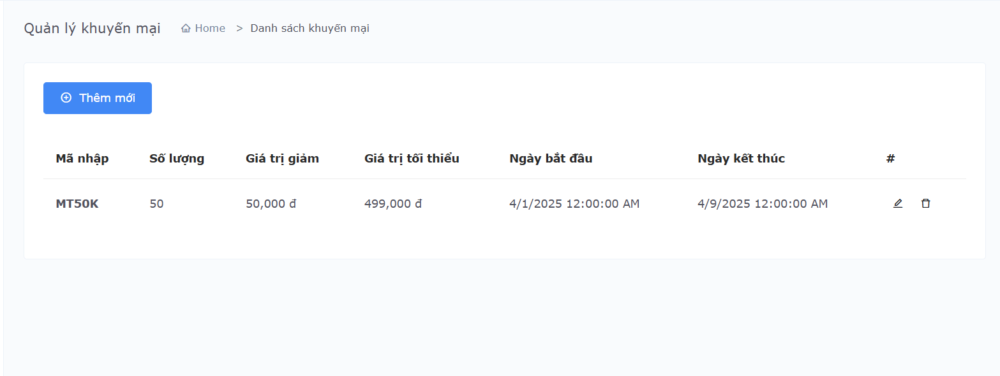 Quản lý khuyến mại Home > Danh sách khuyến mại
Thêm mới
Mã nhập Số lượng Giá trị giảm Giá trị tối thiểu Ngày bắt đầu Ngày kết thúc #
MT50K 50 50,000 đ 499,000 đ 4/1/2025 12:00:00 AM 4/9/2025 12:00:00 AM